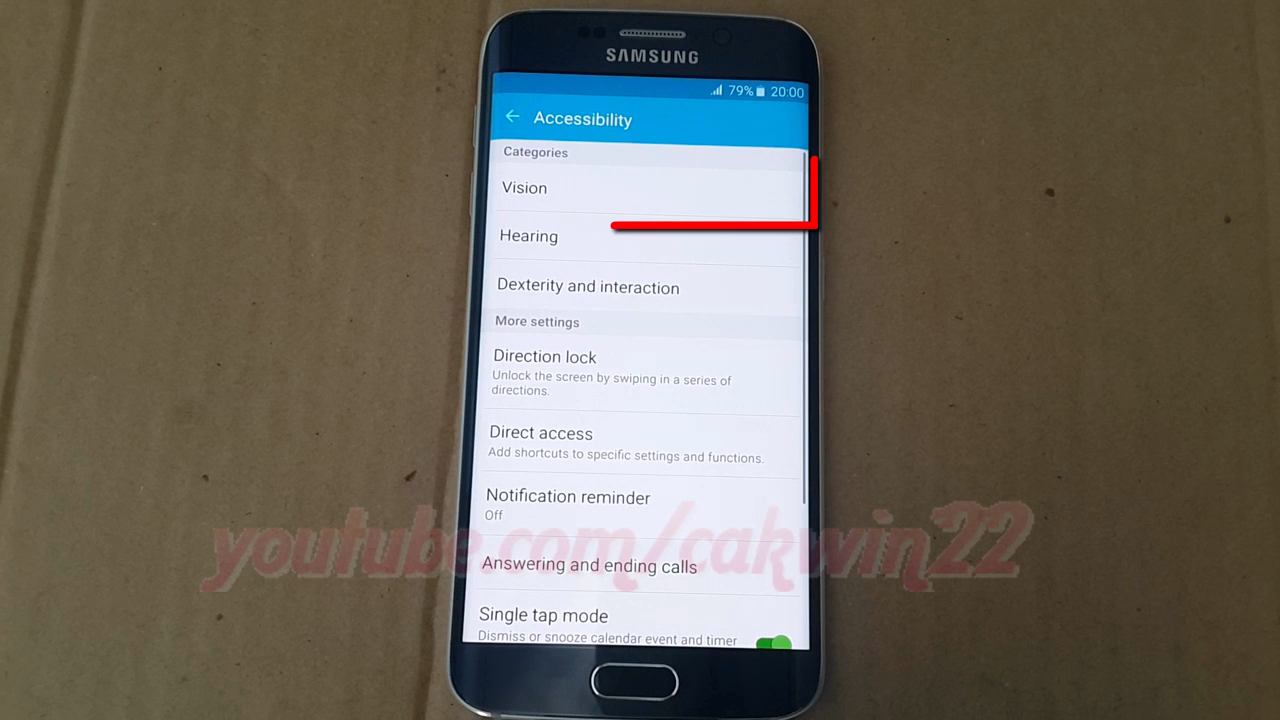 SAMSUNG
79% 20:00
Accessibility
Categories
Vision
Hearing
Dexterity and interaction
More settings
Direction lock
Unlock the screen by swiping in a series of
directions.
Direct access
Add shortcuts to specific settings and functions.
Notification reminder
Off
youtube.com/cakwin22
Answering and ending calls
Single tap mode
Dismiss or snooze calendar event and timer